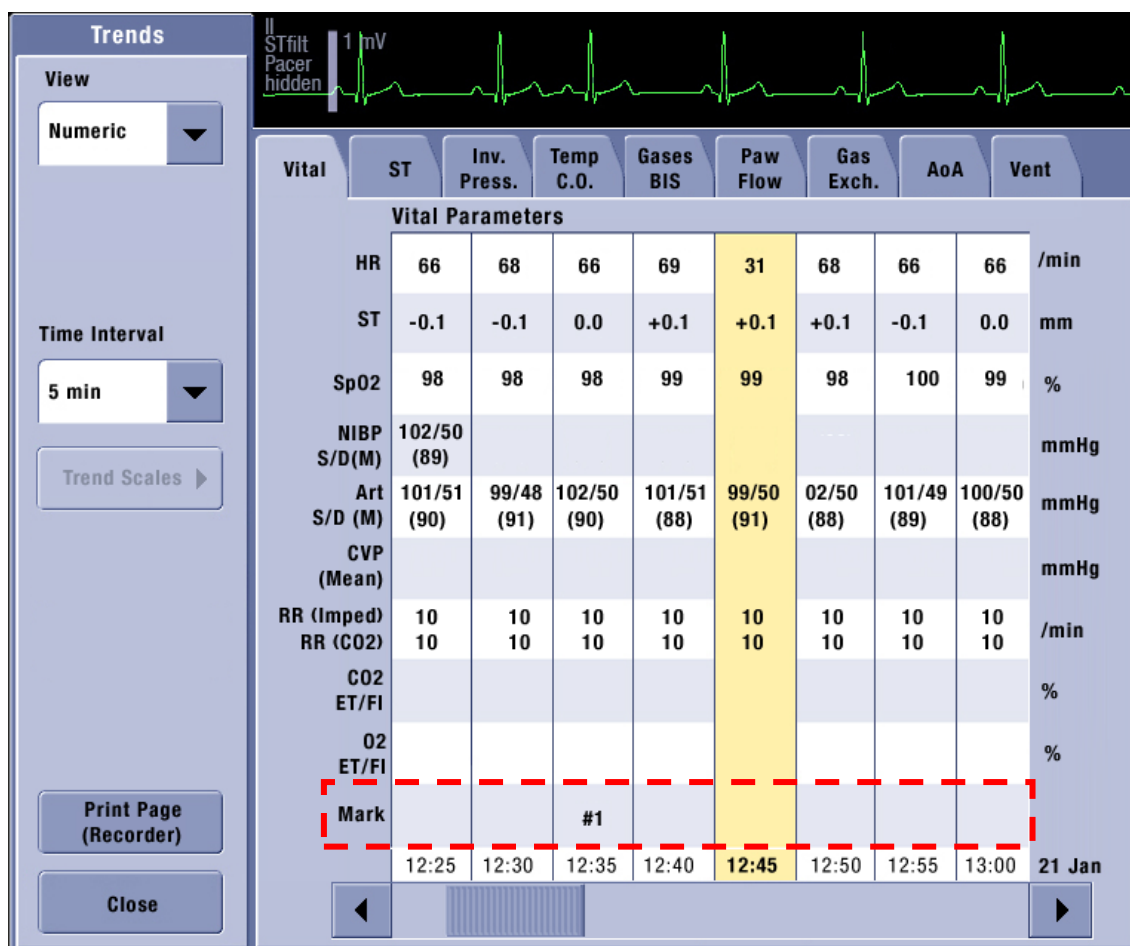 Trends
View
Numeric
Time Interval
5 min
Trend Scales
Print Page
(Recorder)
Close
II
STfilt
Pacer
hidden
1 mV
Vital
ST
Inv.
Press.
Temp
C.O.
Gases
BIS
Paw
Flow
Gas
Exch.
AoA
Vent
Vital Parameters
HR 66 68 66 69 31 68 66 66 /min
ST -0.1 -0.1 0.0 +0.1 +0.1 +0.1 -0.1 0.0 mm
SpO2 98 98 98 99 99 98 100 99 %
NIBP 102/50
S/D(M) (89) mmHg
Art 101/51 99/48 102/50 101/51 99/50 02/50 101/49 100/50 mmHg
S/D (M) (90) (91) (90) (88) (91) (88) (89) (88)
CVP
(Mean) mmHg
RR (Imped) 10 10 10 10 10 10 10 10 /min
RR (CO2) 10 10 10 10 10 10 10 10
CO2
ET/FI %
O2
ET/FI %
Mark #1
12:25 12:30 12:35 12:40 12:45 12:50 12:55 13:00 21 Jan